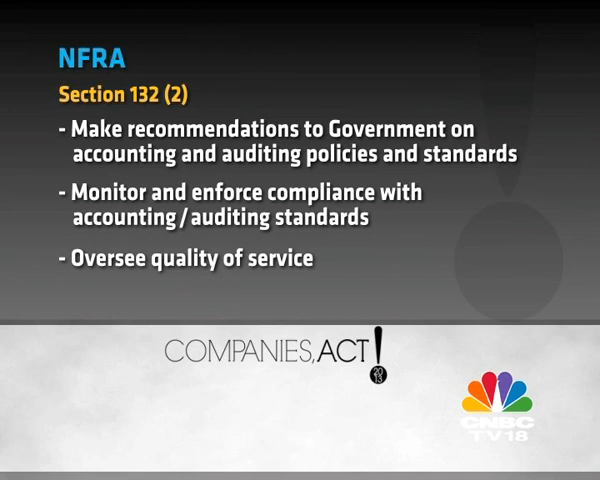 NFRA
Section 132 (2)
- Make recommendations to Government on
accounting and auditing policies and standards
- Monitor and enforce compliance with
accounting / auditing standards
- Oversee quality of service
COMPANIES, ACT!
2013
CNBC
TV18